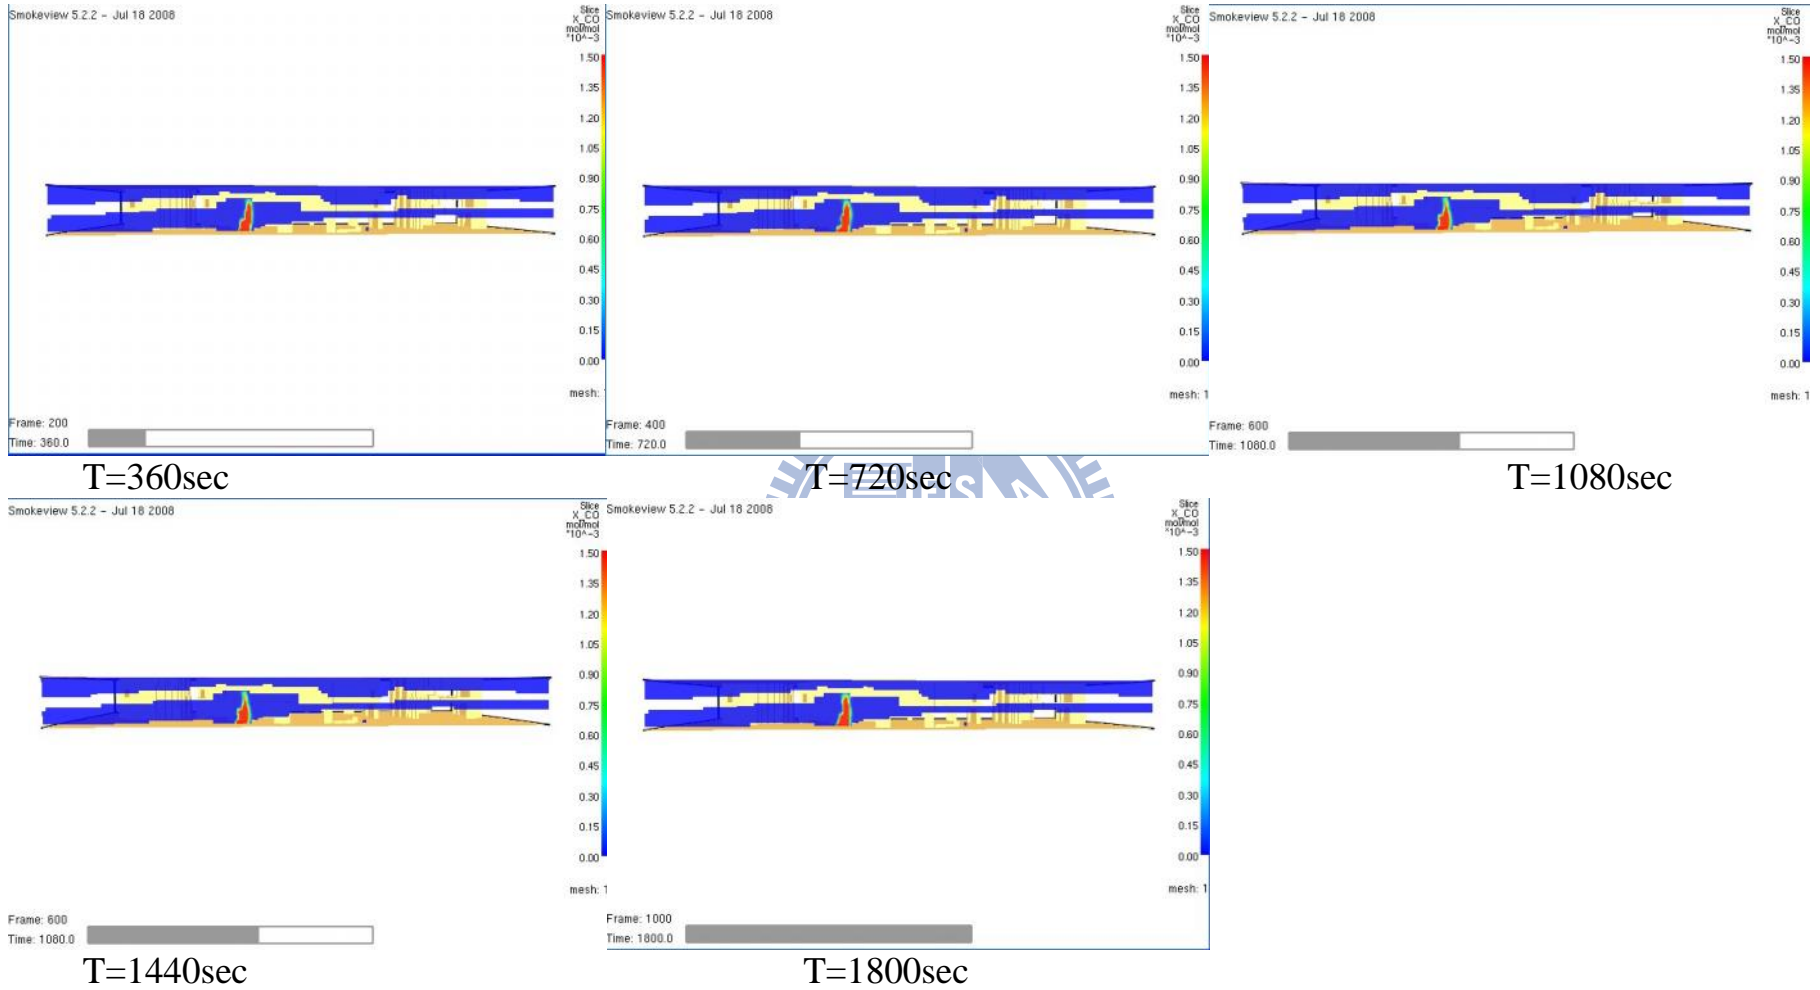 Smokeview 5.2.2 - Jul 18 2008
Slice
X_CO
mol/mol
*10^-3
1.50
1.35
1.20
1.05
0.90
0.75
0.60
0.45
0.30
0.15
0.00
mesh:
Frame: 200
Time: 360.0
T=360sec
Smokeview 5.2.2 - Jul 18 2008
Slice
X_CO
mol/mol
*10^-3
1.50
1.35
1.20
1.05
0.90
0.75
0.60
0.45
0.30
0.15
0.00
mesh: 1
Frame: 400
Time: 720.0
T=720sec
Smokeview 5.2.2 - Jul 18 2008
Slice
X_CO
mol/mol
*10^-3
1.50
1.35
1.20
1.05
0.90
0.75
0.60
0.45
0.30
0.15
0.00
mesh: 1
Frame: 600
Time: 1080.0
T=1080sec
Smokeview 5.2.2 - Jul 18 2008
Slice
X_CO
mol/mol
*10^-3
1.50
1.35
1.20
1.05
0.90
0.75
0.60
0.45
0.30
0.15
0.00
mesh: 1
Frame: 600
Time: 1080.0
T=1440sec
Smokeview 5.2.2 - Jul 18 2008
Slice
X_CO
mol/mol
*10^-3
1.50
1.35
1.20
1.05
0.90
0.75
0.60
0.45
0.30
0.15
0.00
mesh: 1
Frame: 1000
Time: 1800.0
T=1800sec